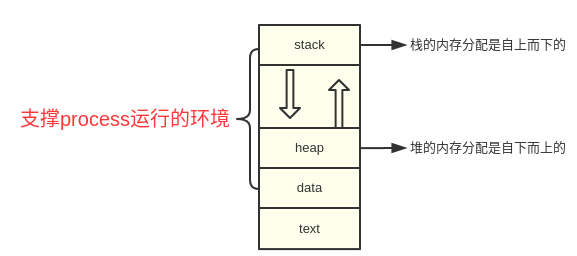 stack
栈的内存分配是自上而下的
支撑process运行的环境
heap
堆的内存分配是自下而上的
data
text